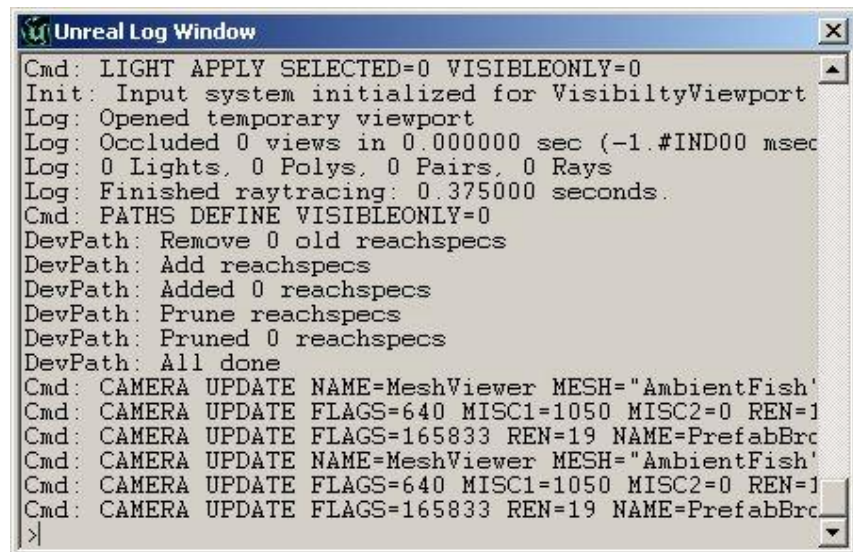 Unreal Log Window
Cmd: LIGHT APPLY SELECTED=0 VISIBLEONLY=0
Init: Input system initialized for VisibiltyViewport
Log: Opened temporary viewport
Log: Occluded 0 views in 0.000000 sec (-1.#IND00 msec
Log: 0 Lights, 0 Polys, 0 Pairs, 0 Rays
Log: Finished raytracing: 0.375000 seconds.
Cmd: PATHS DEFINE VISIBLEONLY=0
DevPath: Remove 0 old reachspecs
DevPath: Add reachspecs
DevPath: Added 0 reachspecs
DevPath: Prune reachspecs
DevPath: Pruned 0 reachspecs
DevPath: All done
Cmd: CAMERA UPDATE NAME=MeshViewer MESH="AmbientFish"
Cmd: CAMERA UPDATE FLAGS=640 MISC1=1050 MISC2=0 REN=1
Cmd: CAMERA UPDATE FLAGS=165833 REN=19 NAME=PrefabBro
Cmd: CAMERA UPDATE NAME=MeshViewer MESH="AmbientFish"
Cmd: CAMERA UPDATE FLAGS=640 MISC1=1050 MISC2=0 REN=1
Cmd: CAMERA UPDATE FLAGS=165833 REN=19 NAME=PrefabBro
>